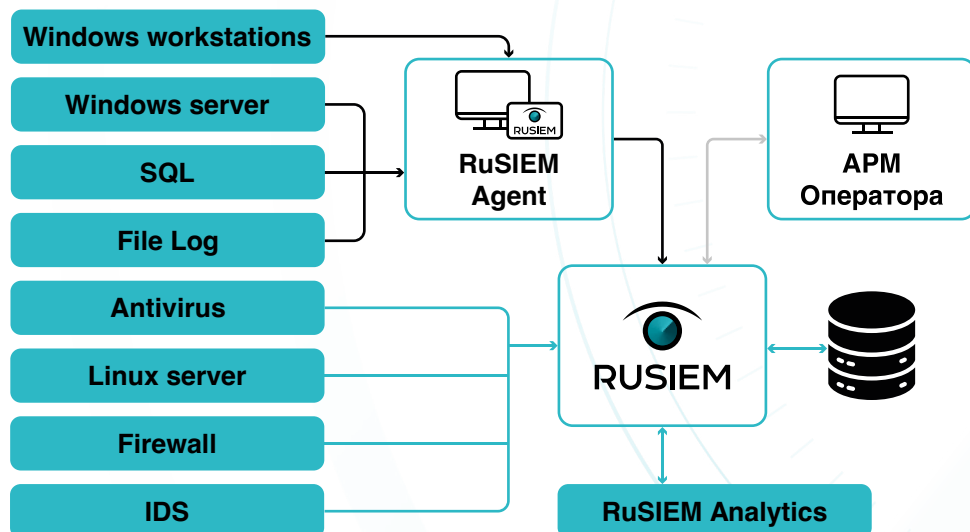 Windows workstations
Windows server
SQL
File Log
Antivirus
Linux server
Firewall
IDS
RUSIEM
RuSIEM
Agent
АРМ
Оператора
RUSIEM
RuSIEM Analytics